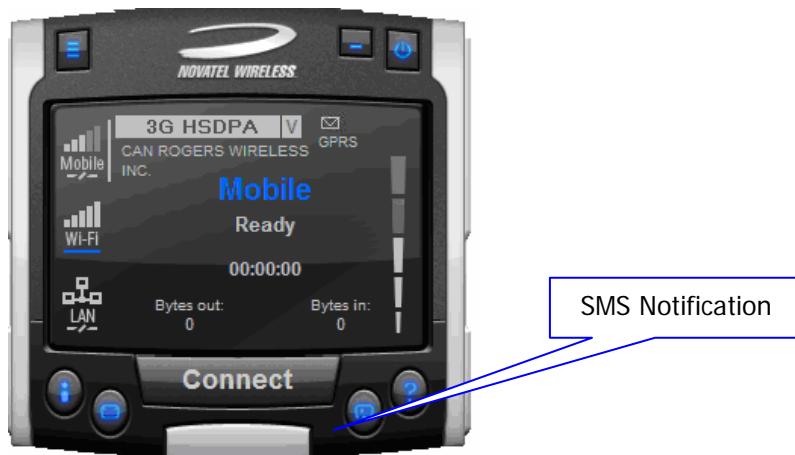 NOVATEL WIRELESS
3G HSDPA V
GPRS
CAN ROGERS WIRELESS
INC.
Mobile
Mobile
Ready
Wi-Fi
00:00:00
LAN
Bytes out:
0
Bytes in:
0
Connect
?
SMS Notification